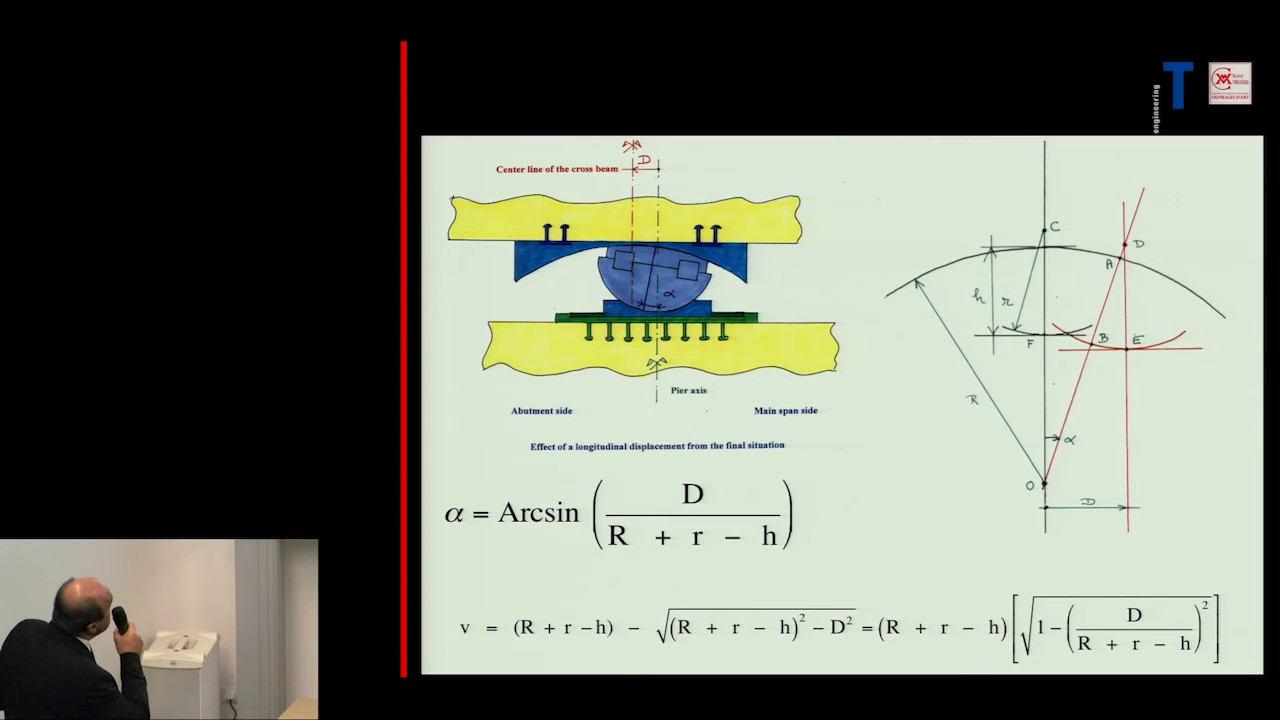 engineering
T
D
Center line of the cross beam
α
Pier axis
Abutment side
Main span side
Effect of a longitudinal displacement from the final situation
C
D
A
h
r
F
B
E
R
α
O
D
α = Arcsin ( D / R + r − h )
v = (R + r − h) − √(R + r − h)² − D² = (R + r − h) [ √1 − ( D / R + r − h )² ]